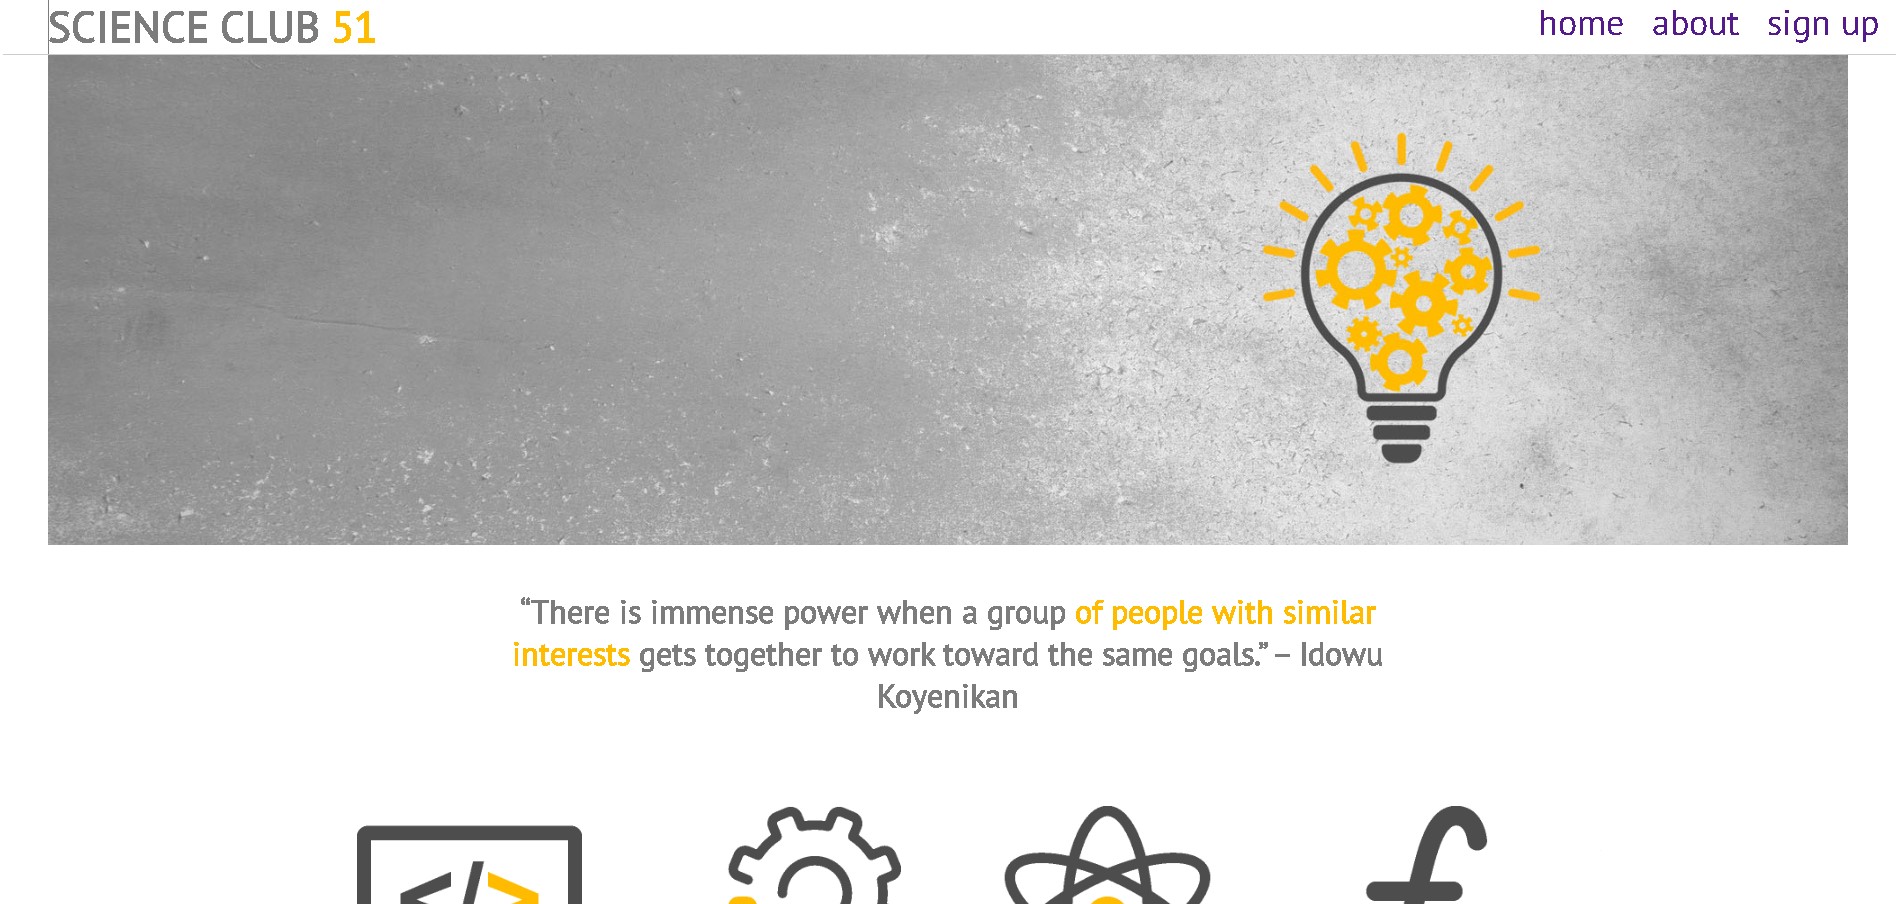 SCIENCE CLUB 51
home about sign up
“There is immense power when a group of people with similar
interests gets together to work toward the same goals.” – Idowu
Koyenikan
<//>
f